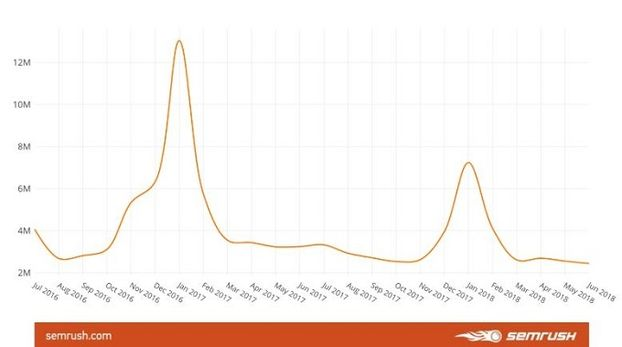 12M
10M
8M
6M
4M
2M
Jul 2016 Aug 2016 Sep 2016 Oct 2016 Nov 2016 Dec 2016 Jan 2017 Feb 2017 Mar 2017 Apr 2017 May 2017 Jun 2017 Jul 2017 Aug 2017 Sep 2017 Oct 2017 Nov 2017 Dec 2017 Jan 2018 Feb 2018 Mar 2018 Apr 2018 May 2018 Jun 2018
semrush.com SEMRUSH